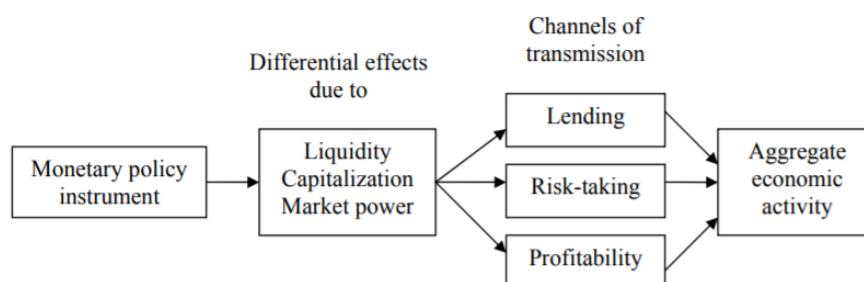 Channels of
transmission
Differential effects
due to
Monetary policy
instrument
Liquidity
Capitalization
Market power
Lending
Risk-taking
Profitability
Aggregate
economic
activity